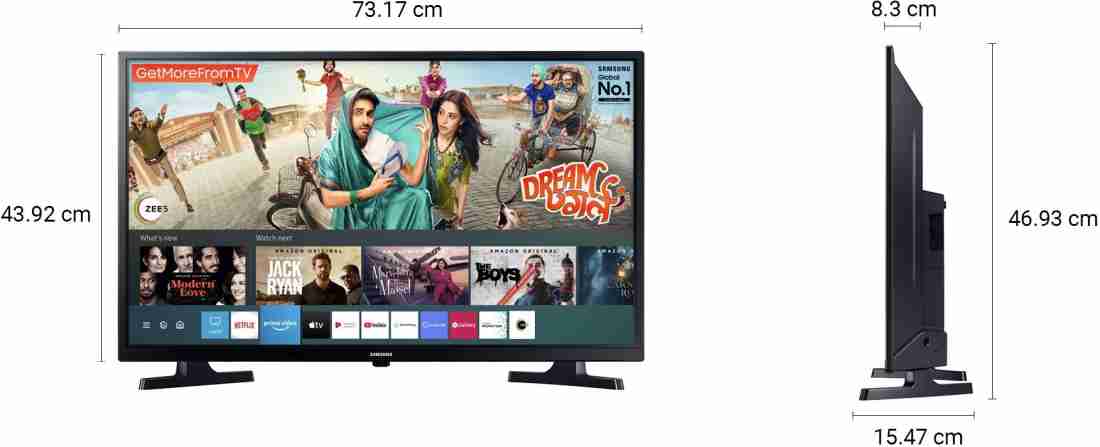 73.17 cm
8.3 cm
GetMoreFromTV
SAMSUNG
Global
No.1
43.92 cm
46.93 cm
ZEE5
DREAM
What's new
Watch next
Modern
Love
AMAZON ORIGINAL
JACK
RYAN
Marvelous
Maisel
AMAZON ORIGINAL
THE
BOYS
NETFLIX
prime video
tv
YouTube
SAMSUNG
15.47 cm